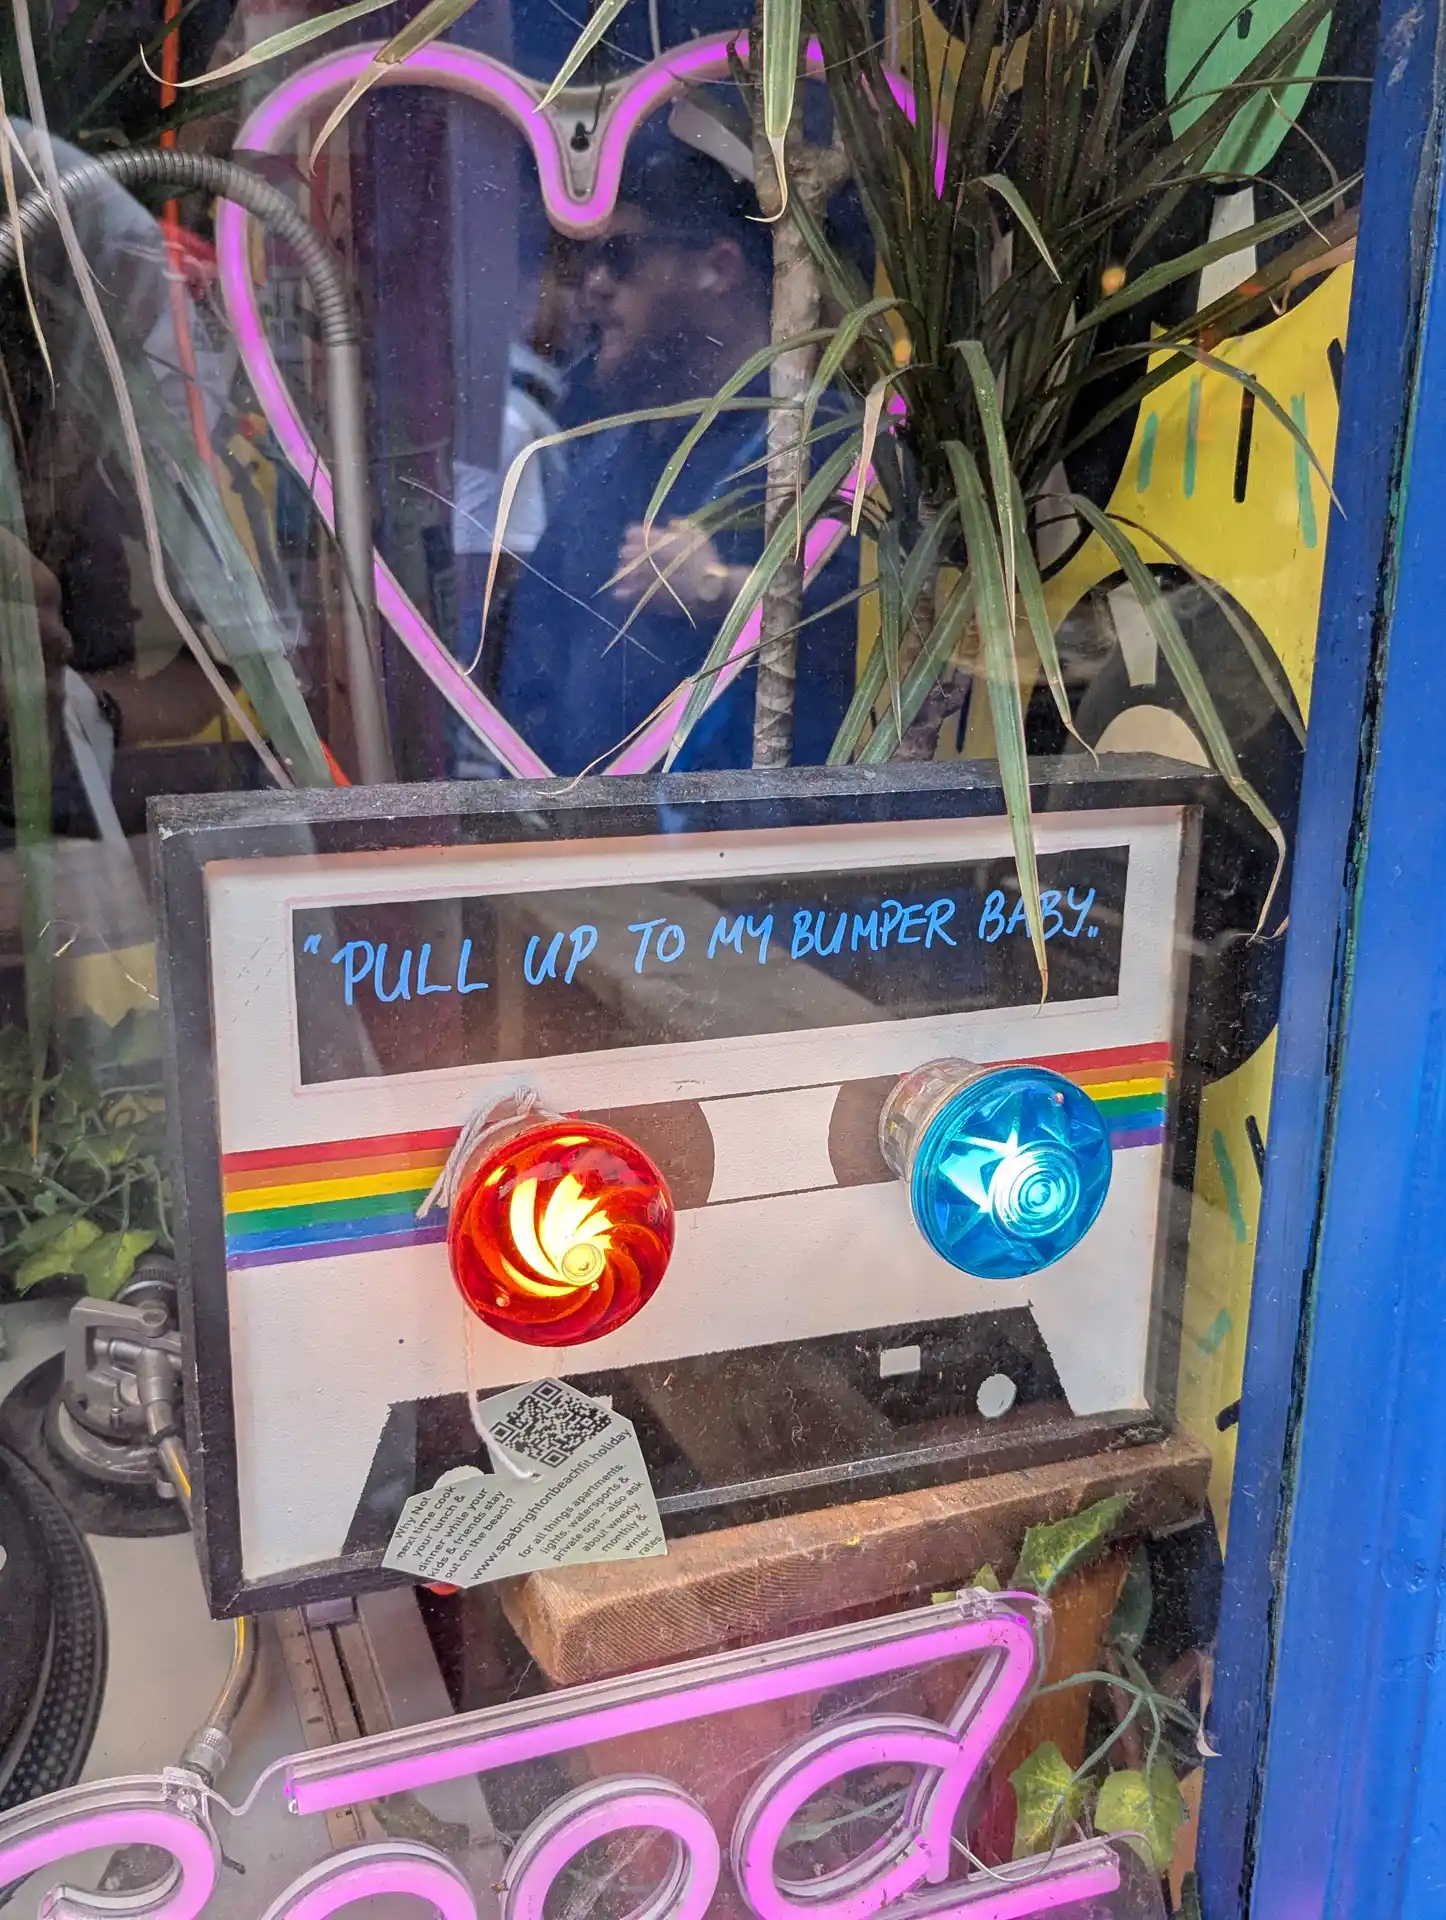 "PULL UP TO MY BUMPER BABY"
Why Not
next time cook
your lunch &
dinner while your
kids & friends stay
out on the beach?
www.spabrightonbeachfit.holiday
for all things apartments,
lights, watersports &
private spa - also ask
about weekly,
monthly &
winter
rates.